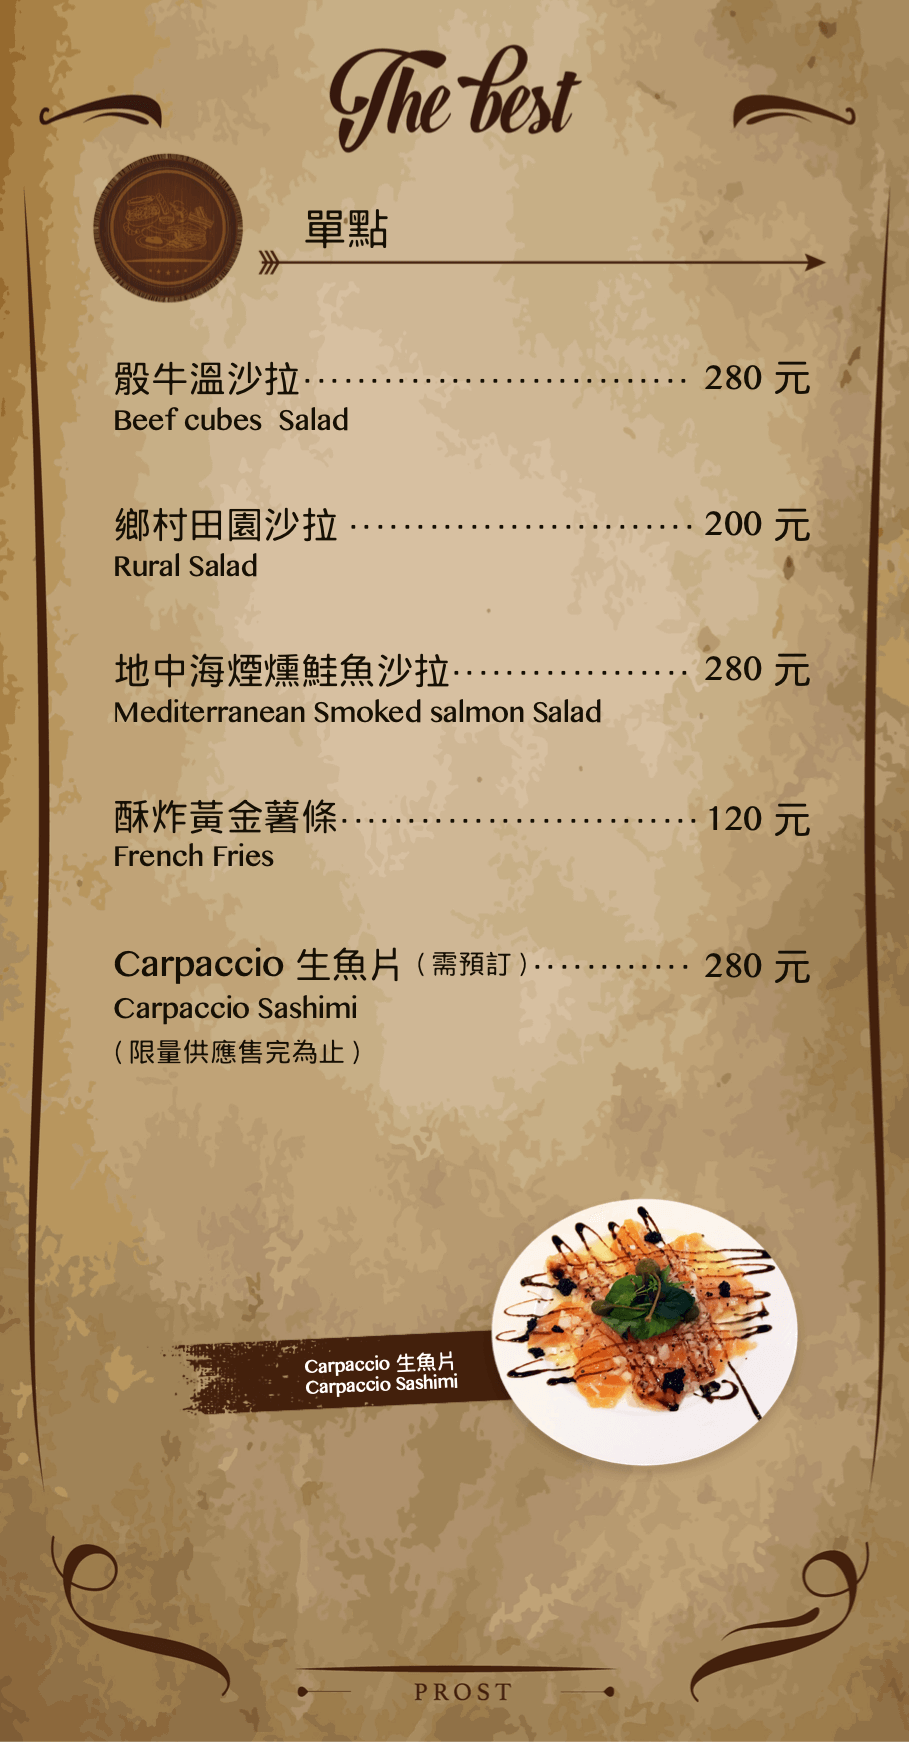 The best
單點
骰牛溫沙拉............................ 280 元
Beef cubes  Salad
鄉村田園沙拉 .......................... 200 元
Rural Salad
地中海煙燻鮭魚沙拉.................. 280 元
Mediterranean Smoked salmon Salad
酥炸黃金薯條........................... 120 元
French Fries
Carpaccio 生魚片 ( 需預訂 )............ 280 元
Carpaccio Sashimi
( 限量供應售完為止 )
Carpaccio 生魚片
Carpaccio Sashimi
PROST